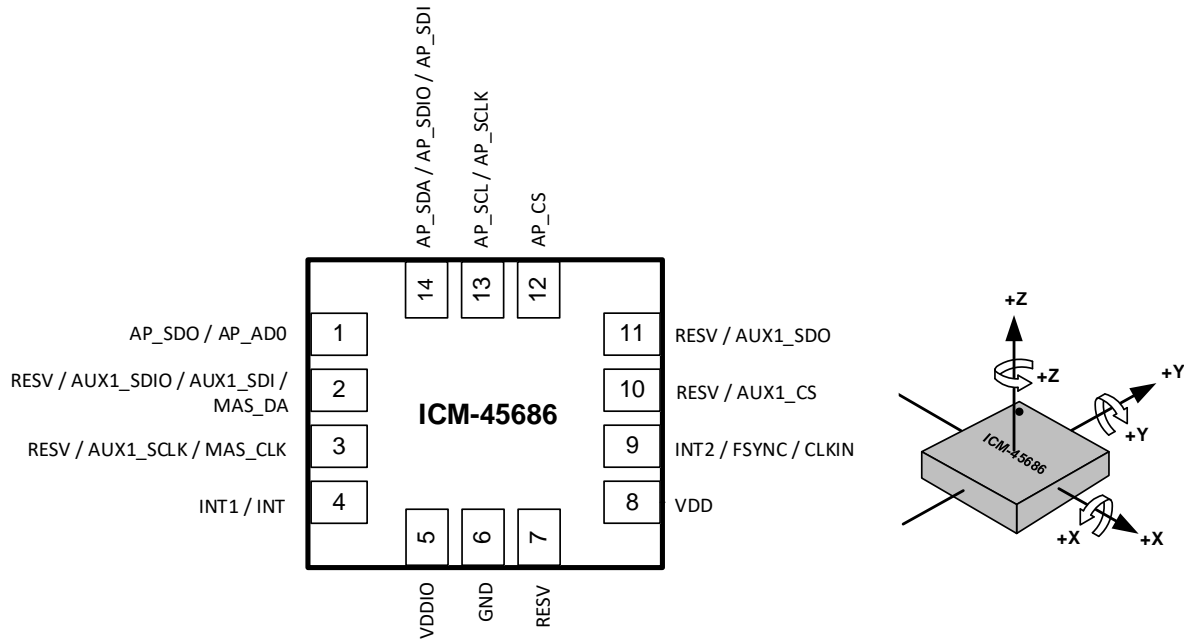 AP_SDA / AP_SDIO / AP_SDI
AP_SCL / AP_SCLK
AP_CS
14
13
12
AP_SDO / AP_AD0
1
RESV / AUX1_SDIO / AUX1_SDI /
MAS_DA
2
RESV / AUX1_SCLK / MAS_CLK
3
INT1 / INT
4
ICM-45686
11
RESV / AUX1_SDO
10
RESV / AUX1_CS
9
INT2 / FSYNC / CLKIN
8
VDD
5
6
7
VDDIO
GND
RESV
+Z
+Z
+Y
+Y
ICM-45686
+X
+X